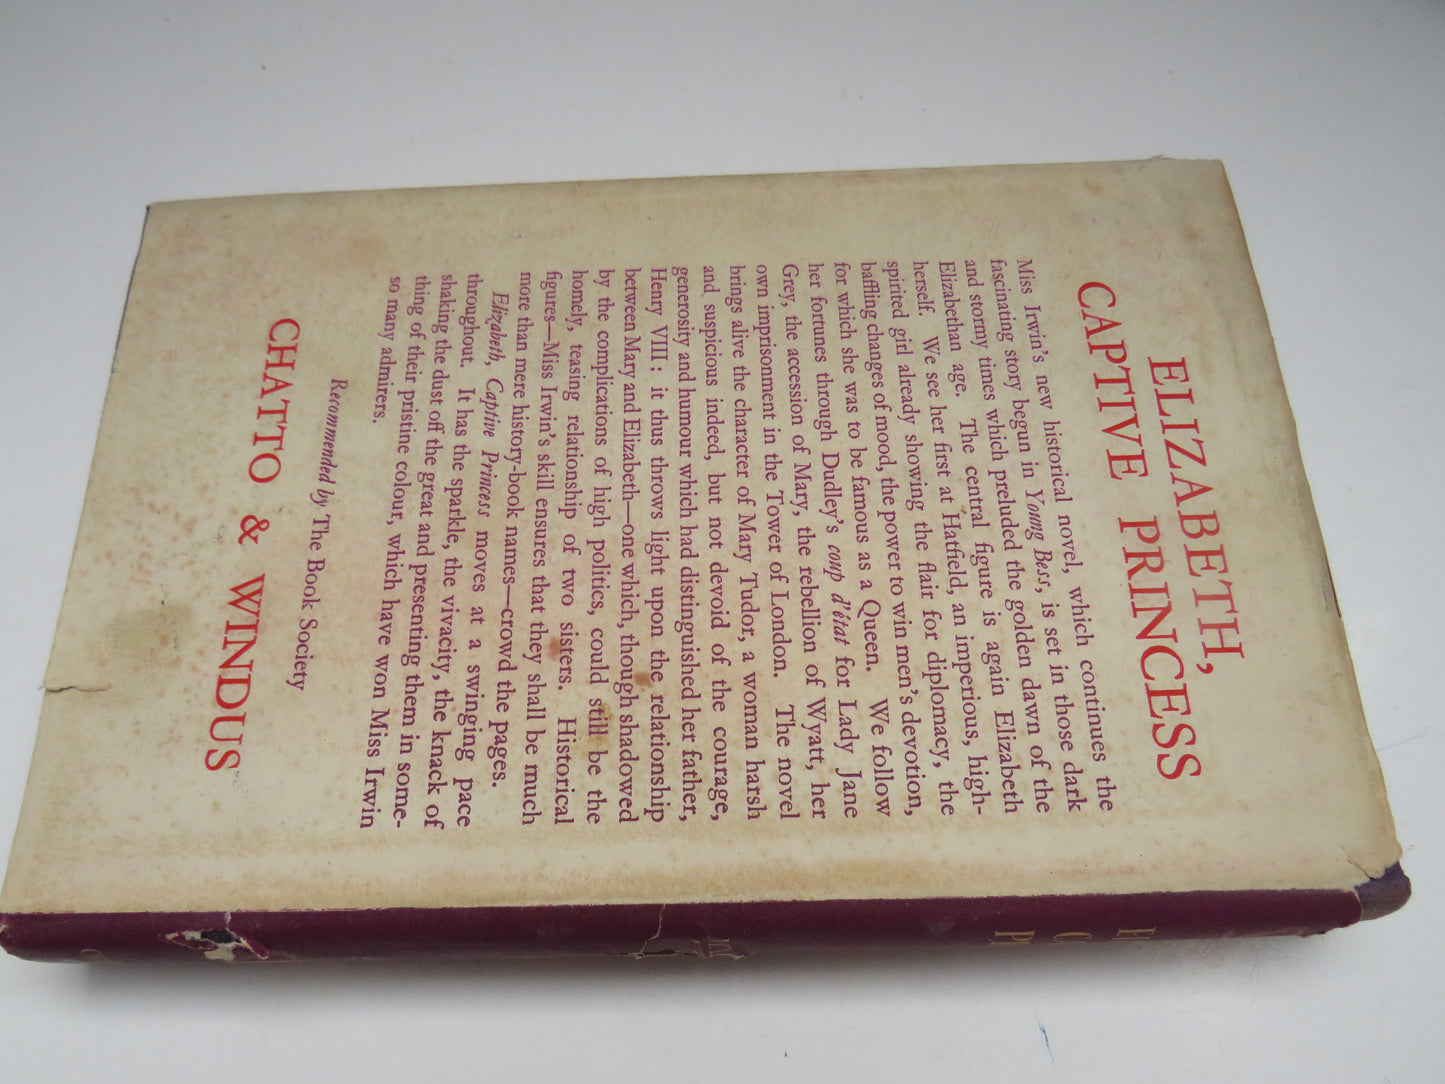 ELIZABETH,
CAPTIVE PRINCESS
Miss Irwin's new historical novel, which continues the
fascinating story begun in Young Bess, is set in those dark
and stormy times which preluded the golden dawn of the
Elizabethan age. The central figure is again Elizabeth
herself. We see her first at Hatfield, an imperious, high-
spirited girl already showing the flair for diplomacy, the
baffling changes of mood, the power to win men's devotion,
for which she was to be famous as a Queen. We follow
her fortunes through Dudley's coup d'état for Lady Jane
Grey, the accession of Mary, the rebellion of Wyatt, her
own imprisonment in the Tower of London. The novel
brings alive the character of Mary Tudor, a woman harsh
and suspicious indeed, but not devoid of the courage,
generosity and humour which had distinguished her father,
Henry VIII: it thus throws light upon the relationship
between Mary and Elizabeth—one which, though shadowed
by the complications of high politics, could still be the
homely, teasing relationship of two sisters. Historical
figures—Miss Irwin's skill ensures that they shall be much
more than mere history-book names—crowd the pages.
Elizabeth, Captive Princess moves at a swinging pace
throughout. It has the sparkle, the vivacity, the knack of
shaking the dust off the great and presenting them in some-
thing of their pristine colour, which have won Miss Irwin
so many admirers.
Recommended by The Book Society
CHATTO & WINDUS